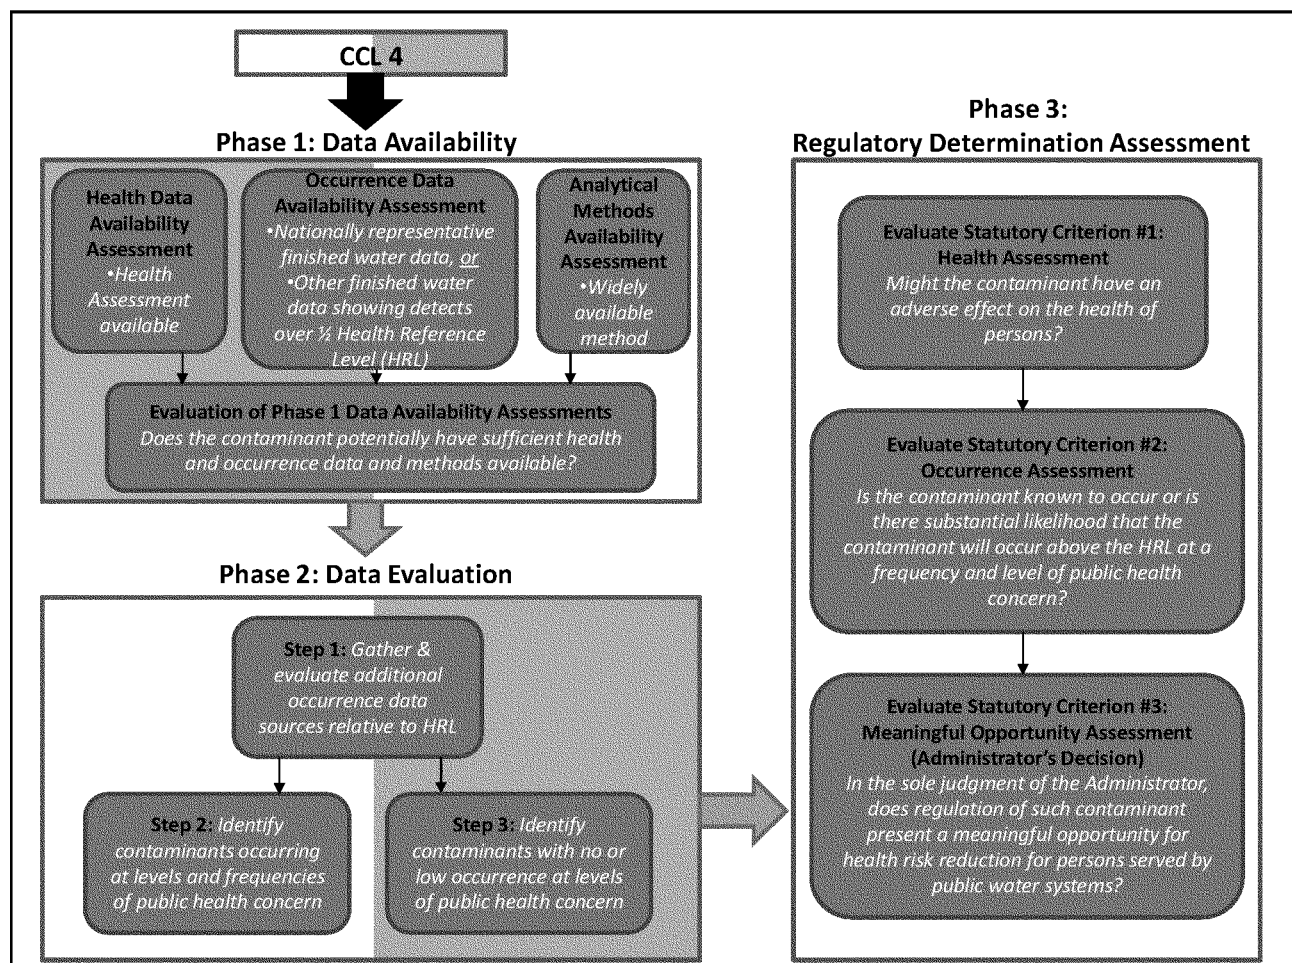 CCL 4
Phase 1: Data Availability
Health Data
Availability
Assessment
•Health
Assessment
available
Occurrence Data
Availability Assessment
•Nationally representative
finished water data, or
•Other finished water
data showing detects
over ½ Health Reference
Level (HRL)
Analytical
Methods
Availability
Assessment
•Widely
available
method
Evaluation of Phase 1 Data Availability Assessments
Does the contaminant potentially have sufficient health
and occurrence data and methods available?
Phase 2: Data Evaluation
Step 1: Gather &
evaluate additional
occurrence data
sources relative to HRL
Step 2: Identify
contaminants occurring
at levels and frequencies
of public health concern
Step 3: Identify
contaminants with no or
low occurrence at levels
of public health concern
Phase 3:
Regulatory Determination Assessment
Evaluate Statutory Criterion #1:
Health Assessment
Might the contaminant have an
adverse effect on the health of
persons?
Evaluate Statutory Criterion #2:
Occurrence Assessment
Is the contaminant known to occur or is
there substantial likelihood that the
contaminant will occur above the HRL at a
frequency and level of public health
concern?
Evaluate Statutory Criterion #3:
Meaningful Opportunity Assessment
(Administrator's Decision)
In the sole judgment of the Administrator,
does regulation of such contaminant
present a meaningful opportunity for
health risk reduction for persons served by
public water systems?